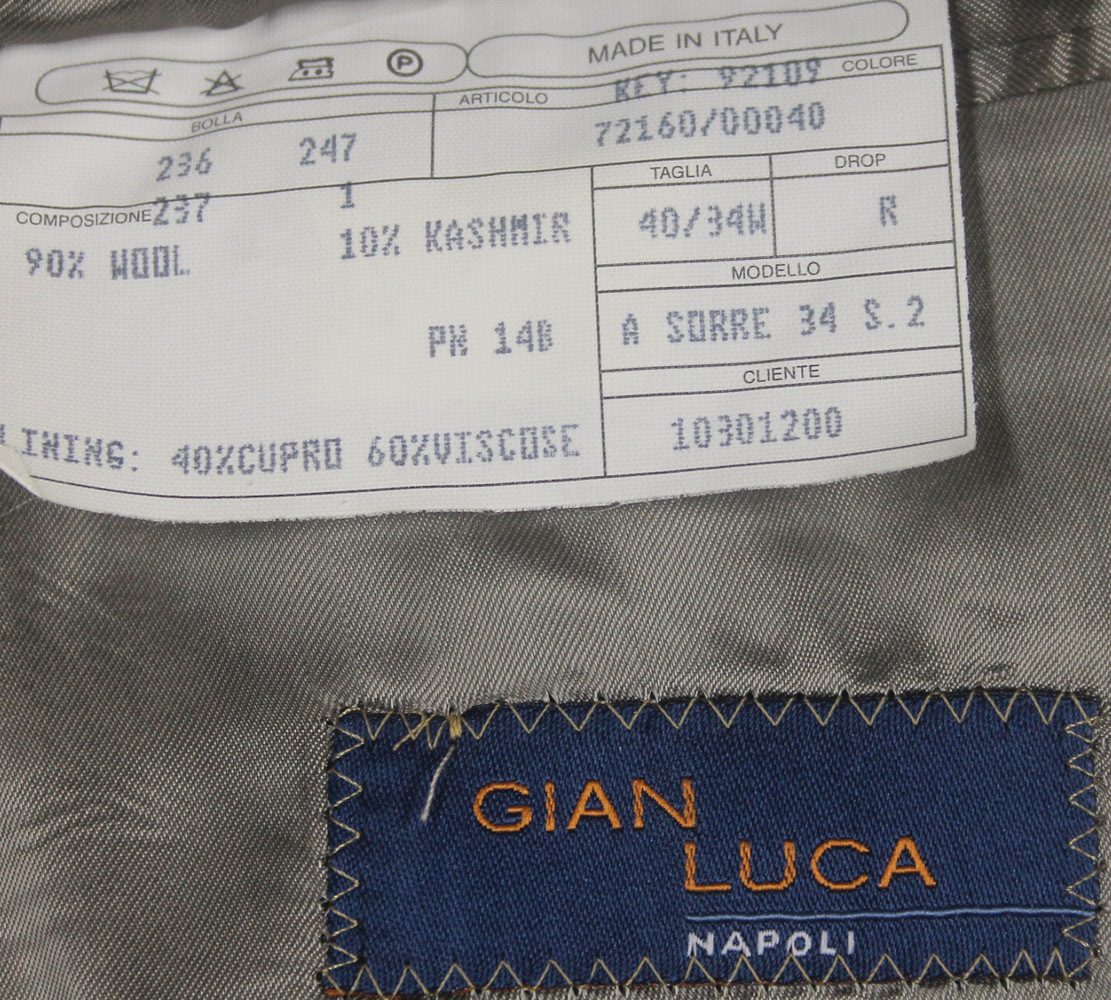 P
MADE IN ITALY
BOLLA
ARTICOLO
KEY: 92109
COLORE
236 247
72160/00040
237 1
COMPOSIZIONE
90% WOOL 10% KASHMIR
TAGLIA
DROP
40/34W
R
MODELLO
PW 14B
A SORRE 34 S.2
CLIENTE
LINING: 40%CUPRO 60%VISCOSE
10301200
GIAN
LUCA
NAPOLI